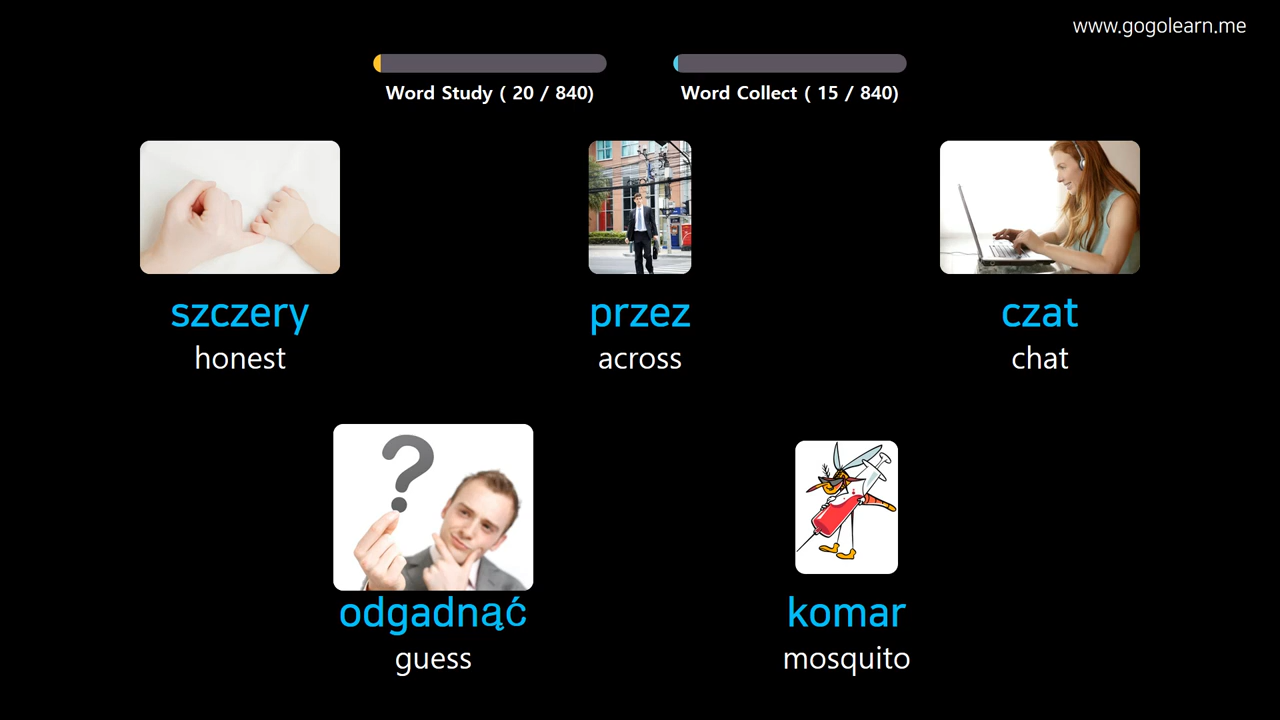 www.gogolearn.me
Word Study ( 20 / 840)
Word Collect ( 15 / 840)
szczery
honest
przez
across
czat
chat
odgadnąć
guess
komar
mosquito